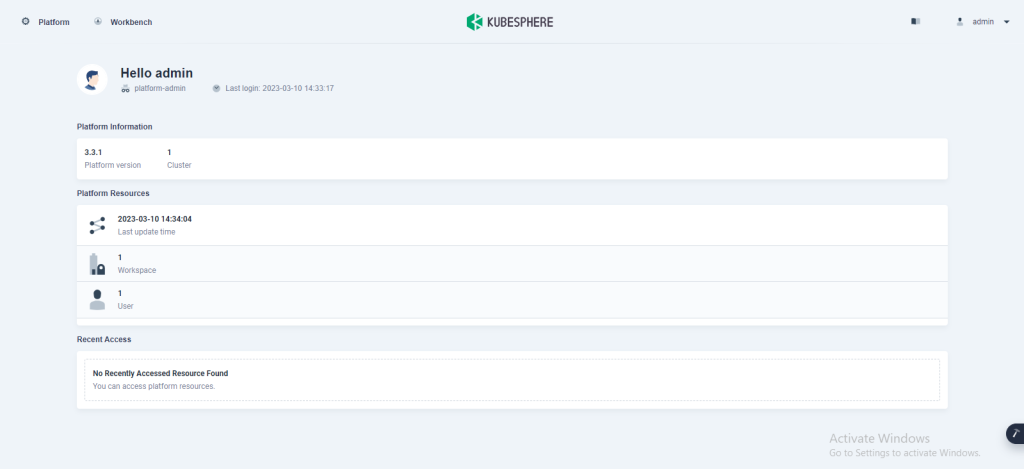 Platform
Workbench
KUBESPHERE
admin
Hello admin
platform-admin
Last login: 2023-03-10 14:33:17
Platform Information
3.3.1
Platform version
1
Cluster
Platform Resources
2023-03-10 14:34:04
Last update time
1
Workspace
1
User
Recent Access
No Recently Accessed Resource Found
You can access platform resources.
Activate Windows
Go to Settings to activate Windows.